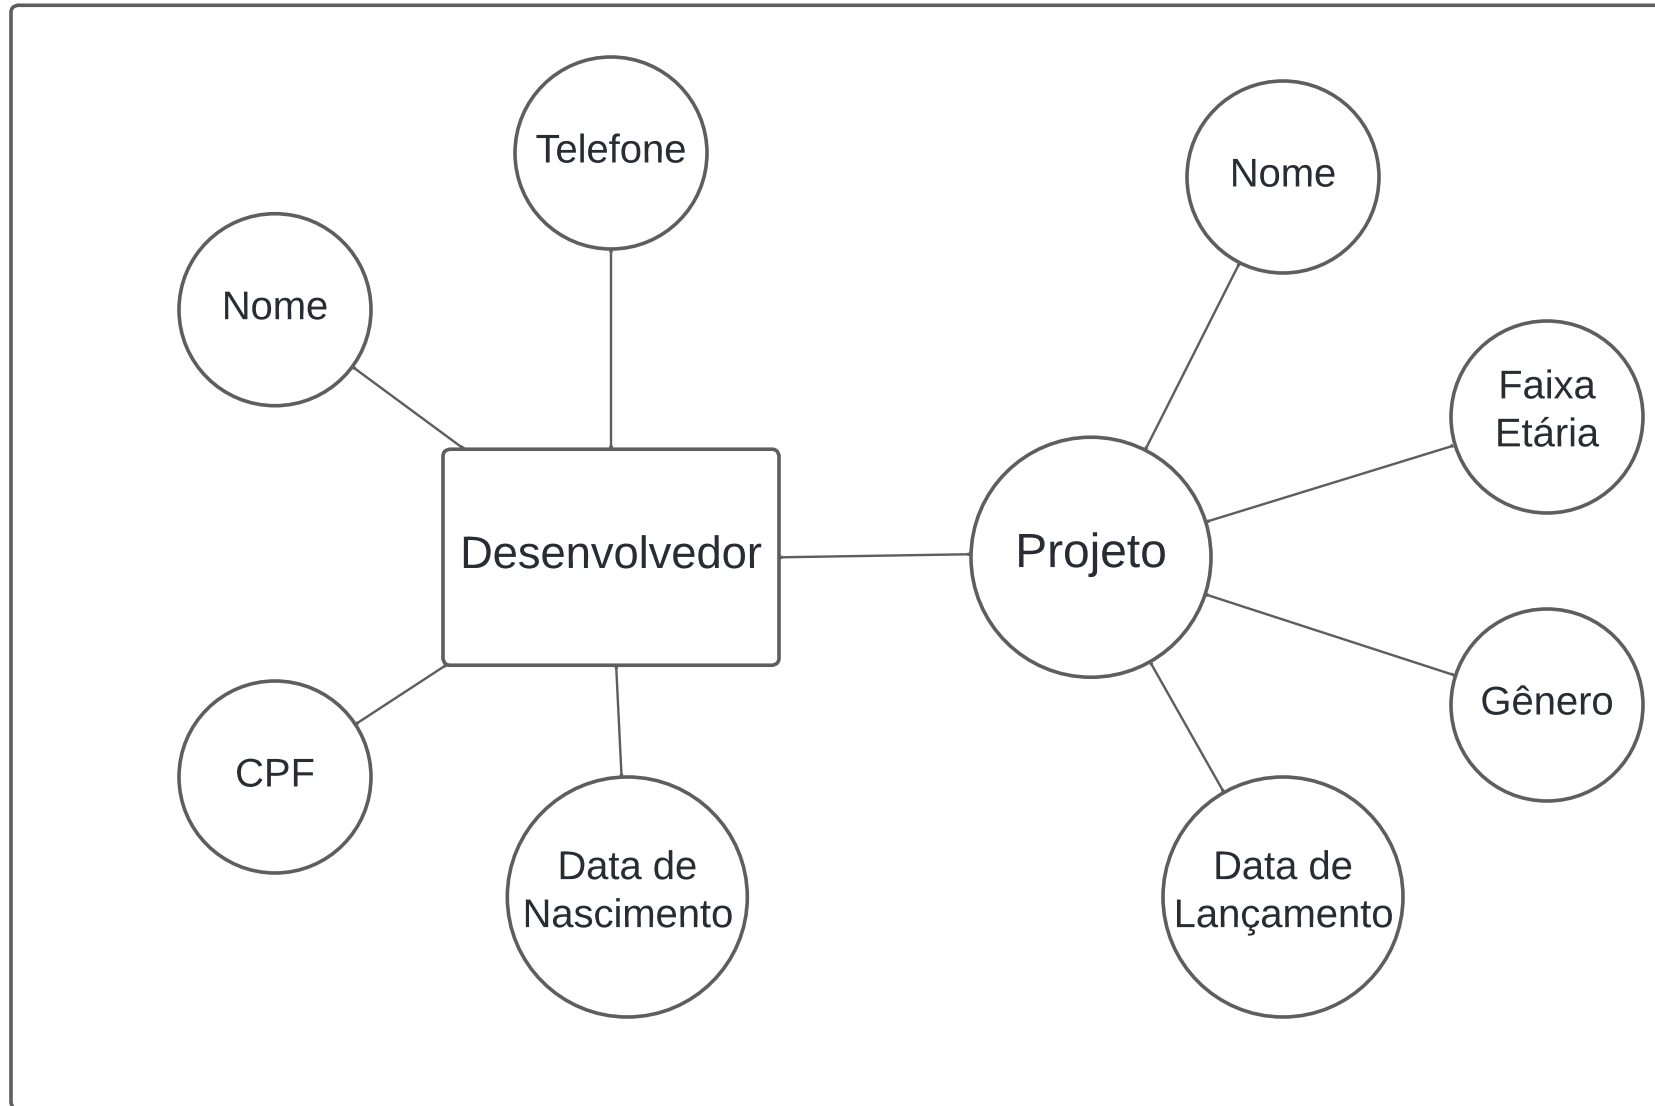 Telefone
Nome
Nome
Faixa
Etária
Desenvolvedor
Projeto
Gênero
CPF
Data de
Nascimento
Data de
Lançamento